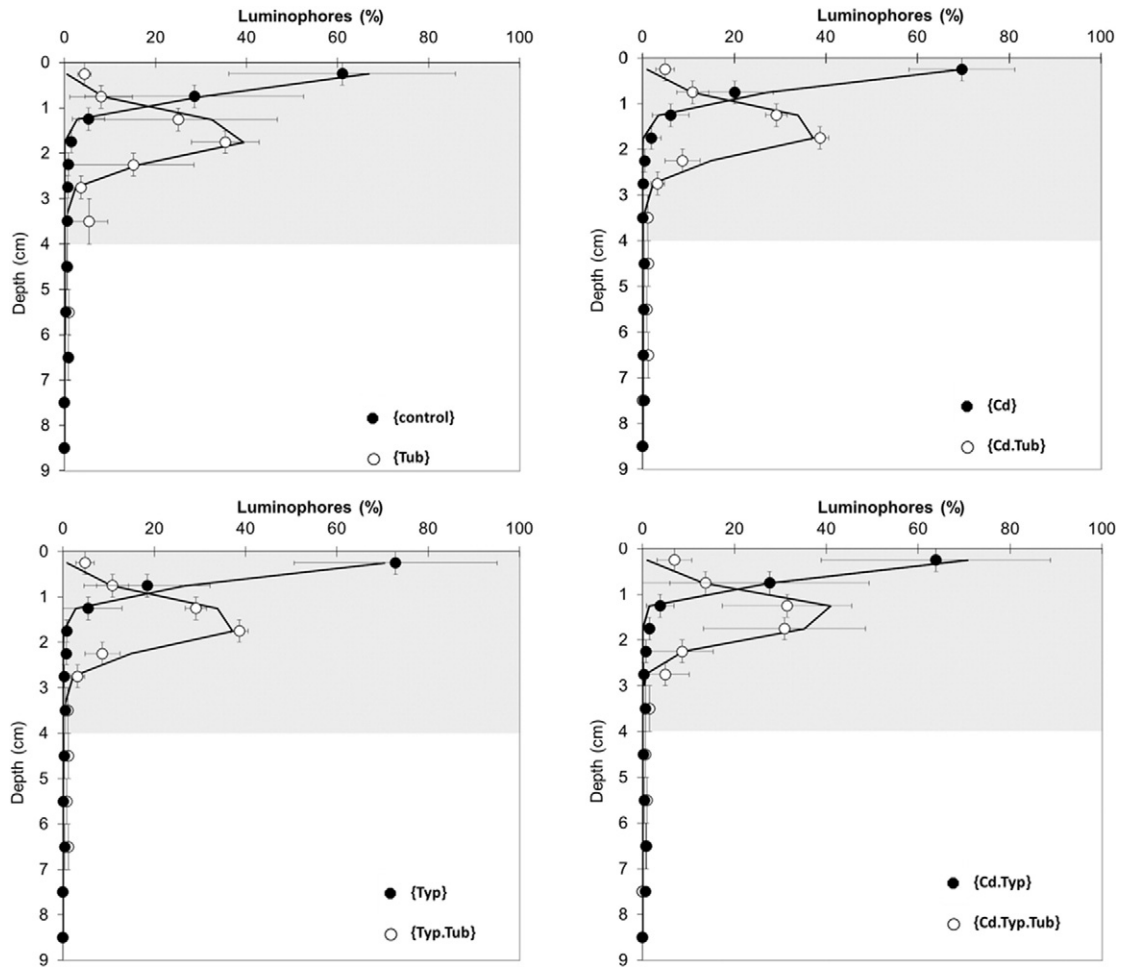 Luminophores (%)
0 20 40 60 80 100
0
1
2
3
4
5
6
7
8
9
Depth (cm)
{control}
{Tub}
Luminophores (%)
0 20 40 60 80 100
0
1
2
3
4
5
6
7
8
9
Depth (cm)
{Cd}
{Cd.Tub}
Luminophores (%)
0 20 40 60 80 100
0
1
2
3
4
5
6
7
8
9
Depth (cm)
{Typ}
{Typ.Tub}
Luminophores (%)
0 20 40 60 80 100
0
1
2
3
4
5
6
7
8
9
Depth (cm)
{Cd.Typ}
{Cd.Typ.Tub}